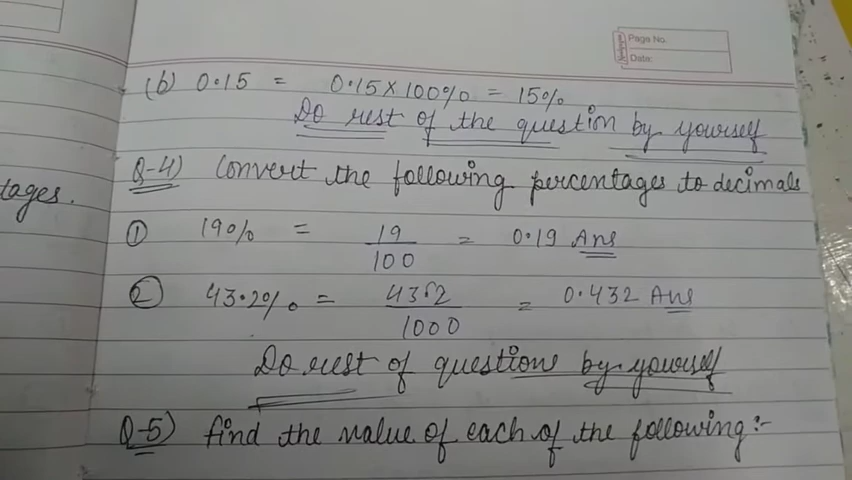 Page No.
Date:
(b) 0.15 = 0.15 × 100% = 15%
Do rest of the question by yourself
tages.
Q-4) Convert the following percentages to decimals
① 19% = 19/100 = 0.19 Ans
② 43.2% = 43.2/1000 = 0.432 Ans
Do rest of questions by yourself
Q-5) find the value of each of the following:-